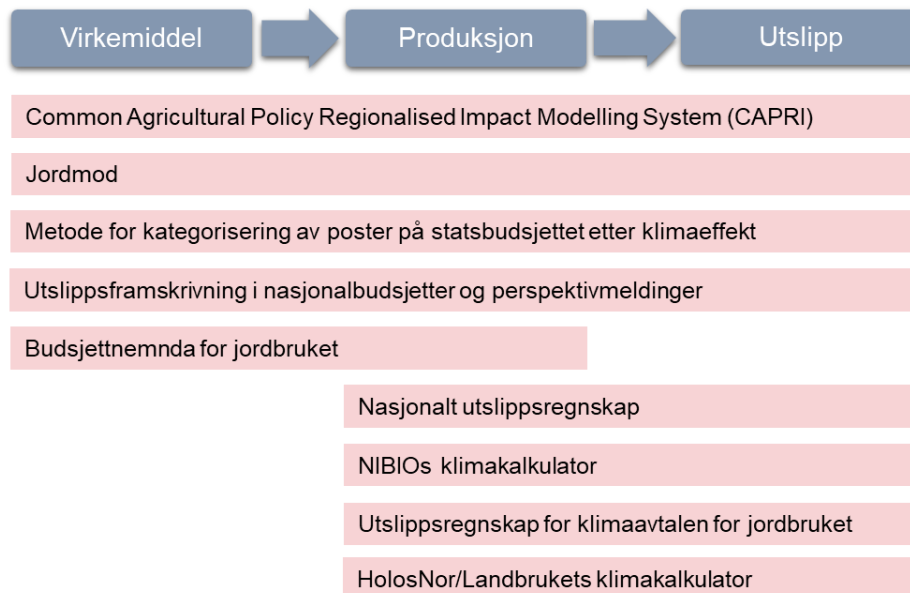 Virkemiddel
Produksjon
Utslipp
Common Agricultural Policy Regionalised Impact Modelling System (CAPRI)
Jordmod
Metode for kategorisering av poster på statsbudsjettet etter klimaeffekt
Utslippsframskrivning i nasjonalbudsjetter og perspektivmeldinger
Budsjettnemnda for jordbruket
Nasjonalt utslippsregnskap
NIBIOs klimakalkulator
Utslippsregnskap for klimaavtalen for jordbruket
HolosNor/Landbrukets klimakalkulator